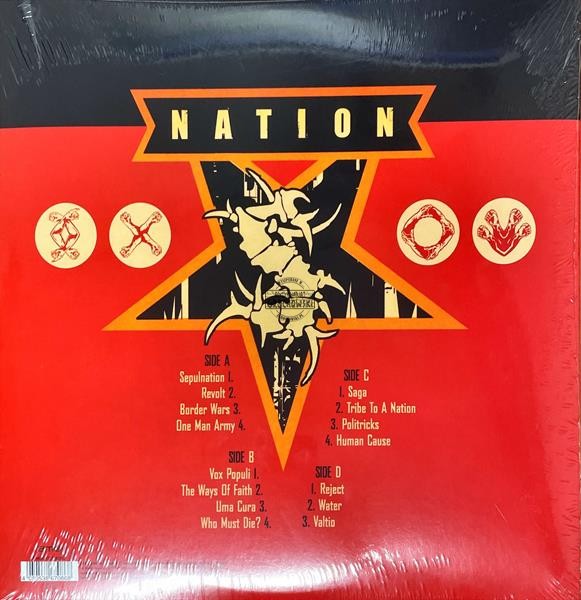 NATION
SIDE A
Sepulnation 1.
Revolt 2.
Border Wars 3.
One Man Army 4.
SIDE C
1. Saga
2. Tribe To A Nation
3. Politricks
4. Human Cause
SIDE B
Vox Populi 1.
The Ways Of Faith 2.
Uma Cura 3.
Who Must Die? 4.
SIDE D
1. Reject
2. Water
3. Valtio